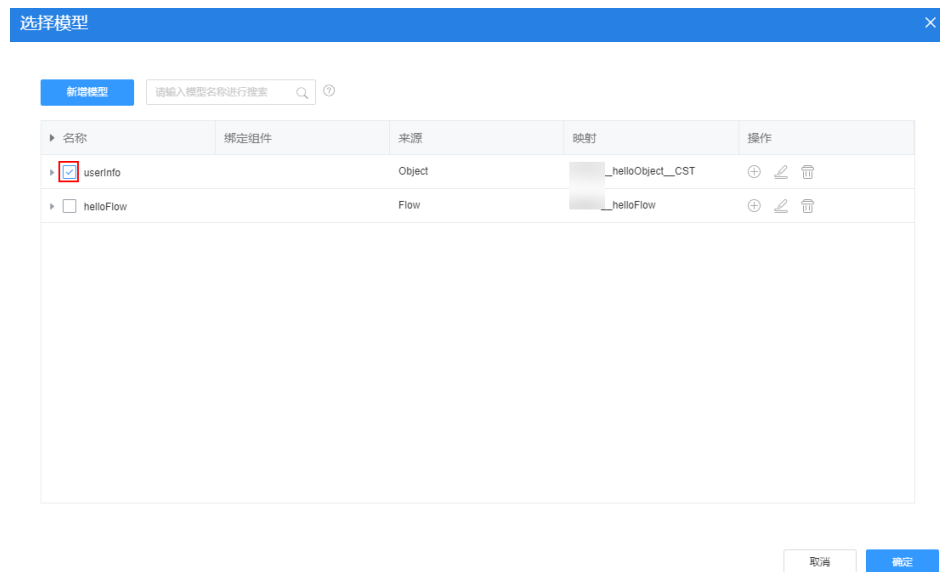 选择模型
新增模型 请输入模型名称进行搜索
名称 绑定组件 来源 映射 操作
userInfo Object __helloObject__CST
helloFlow Flow __helloFlow
取消 确定